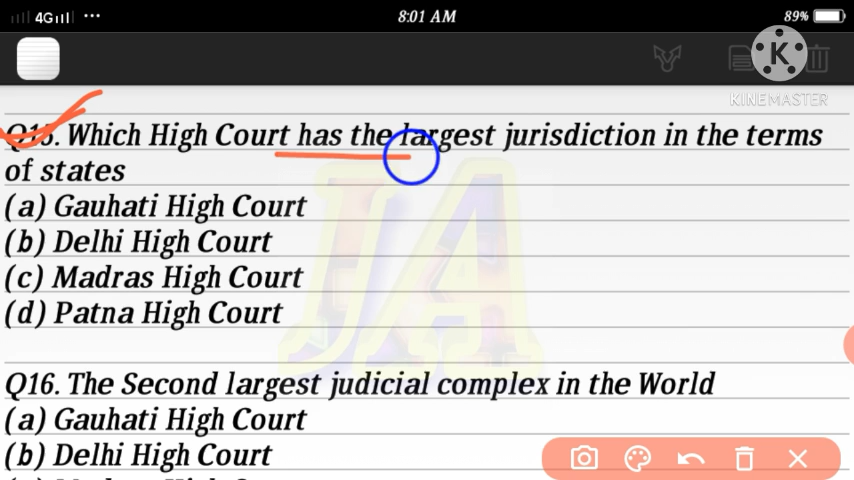 4G
8:01 AM
89%
K
KINEMASTER
Q15. Which High Court has the largest jurisdiction in the terms
of states
(a) Gauhati High Court
(b) Delhi High Court
(c) Madras High Court
(d) Patna High Court
JA
Q16. The Second largest judicial complex in the World
(a) Gauhati High Court
(b) Delhi High Court